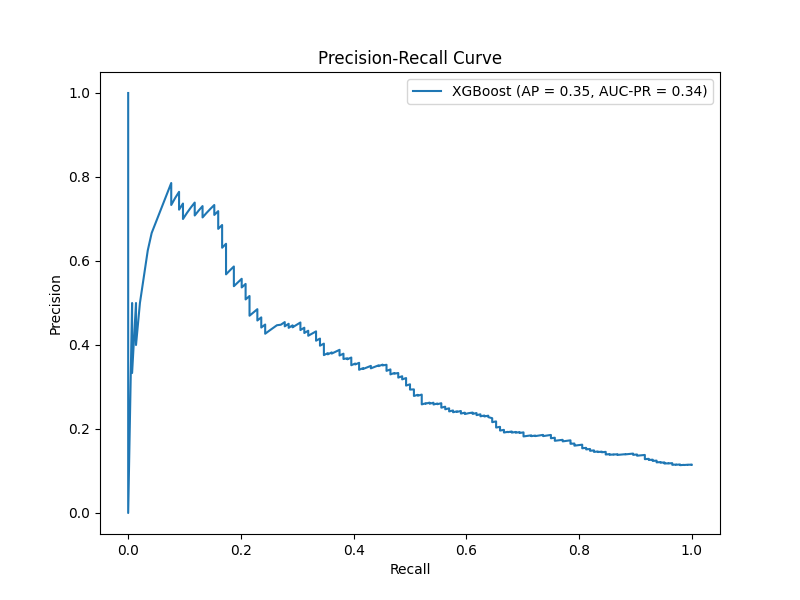 Precision-Recall Curve
XGBoost (AP = 0.35, AUC-PR = 0.34)
1.0
0.8
0.6
0.4
0.2
0.0
Precision
0.0 0.2 0.4 0.6 0.8 1.0
Recall